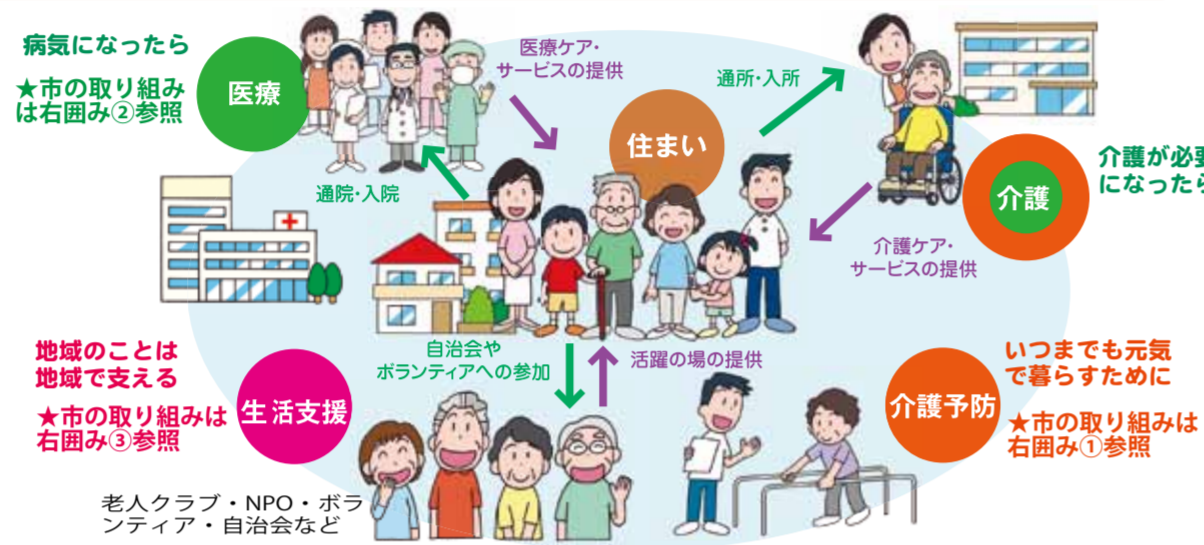 病気になったら
★市の取り組み
は右囲み②参照
医療
医療ケア・
サービスの提供
通院・入院
住まい
通所・入所
介護が必要
になったら
介護
介護ケア・
サービスの提供
地域のことは
地域で支える
★市の取り組みは
右囲み③参照
生活支援
老人クラブ・NPO・ボラ
ンティア・自治会など
自治会や
ボランティアへの参加
活躍の場の提供
介護予防
いつまでも元気
で暮らすために
★市の取り組みは
右囲み①参照